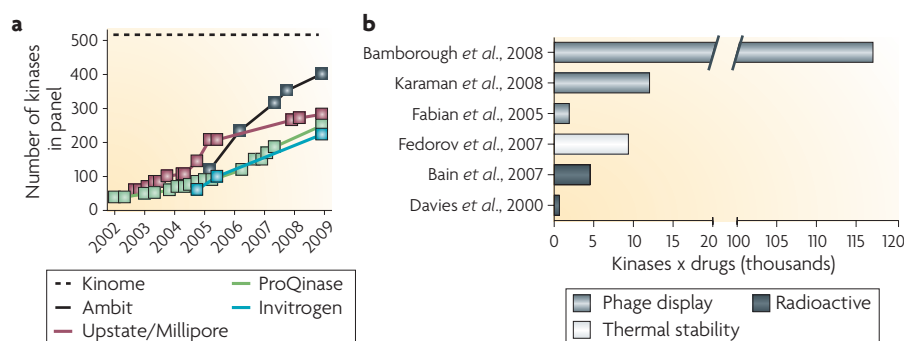 a
Number of kinases
in panel
500
400
300
200
100
0
2002
2003
2004
2005
2006
2007
2008
2009
Kinome
Ambit
Upstate/Millipore
ProQinase
Invitrogen
b
Bamborough et al., 2008
Karaman et al., 2008
Fabian et al., 2005
Fedorov et al., 2007
Bain et al., 2007
Davies et al., 2000
0 5 10 15 20 100 105 110 115 120
Kinases x drugs (thousands)
Phage display
Radioactive
Thermal stability